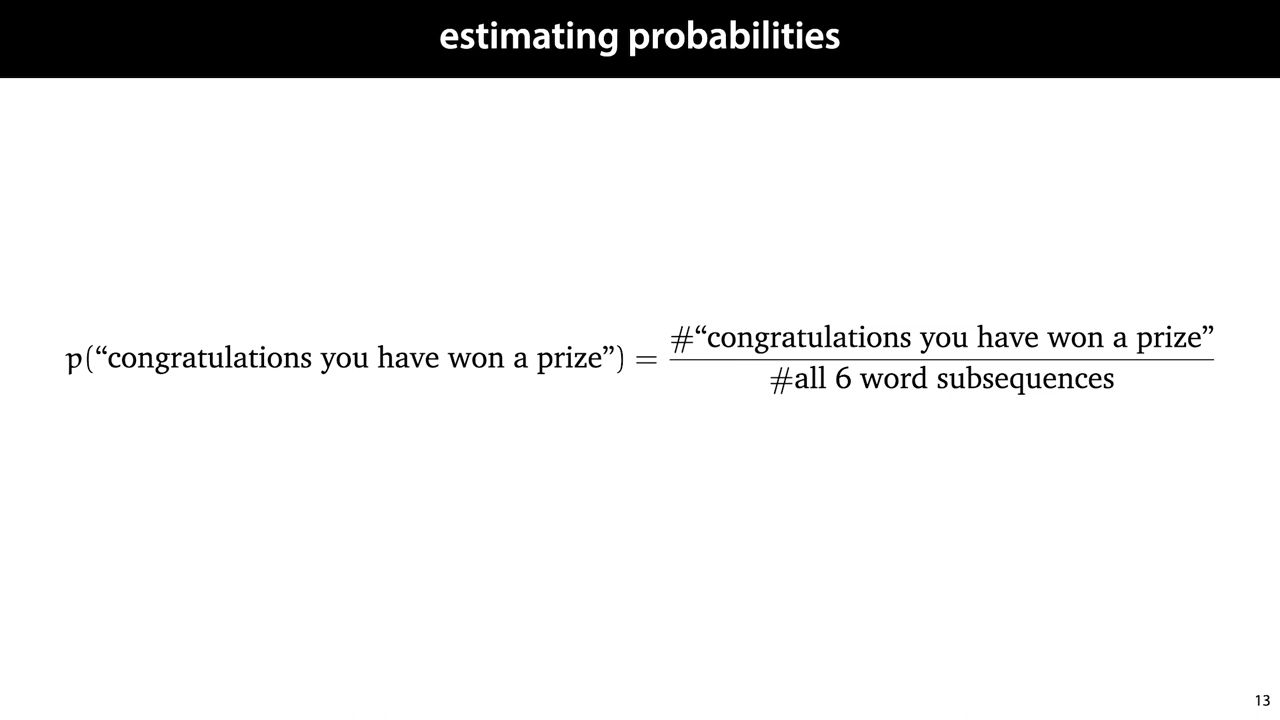 estimating probabilities
p(“congratulations you have won a prize”) = #“congratulations you have won a prize” / #all 6 word subsequences
13